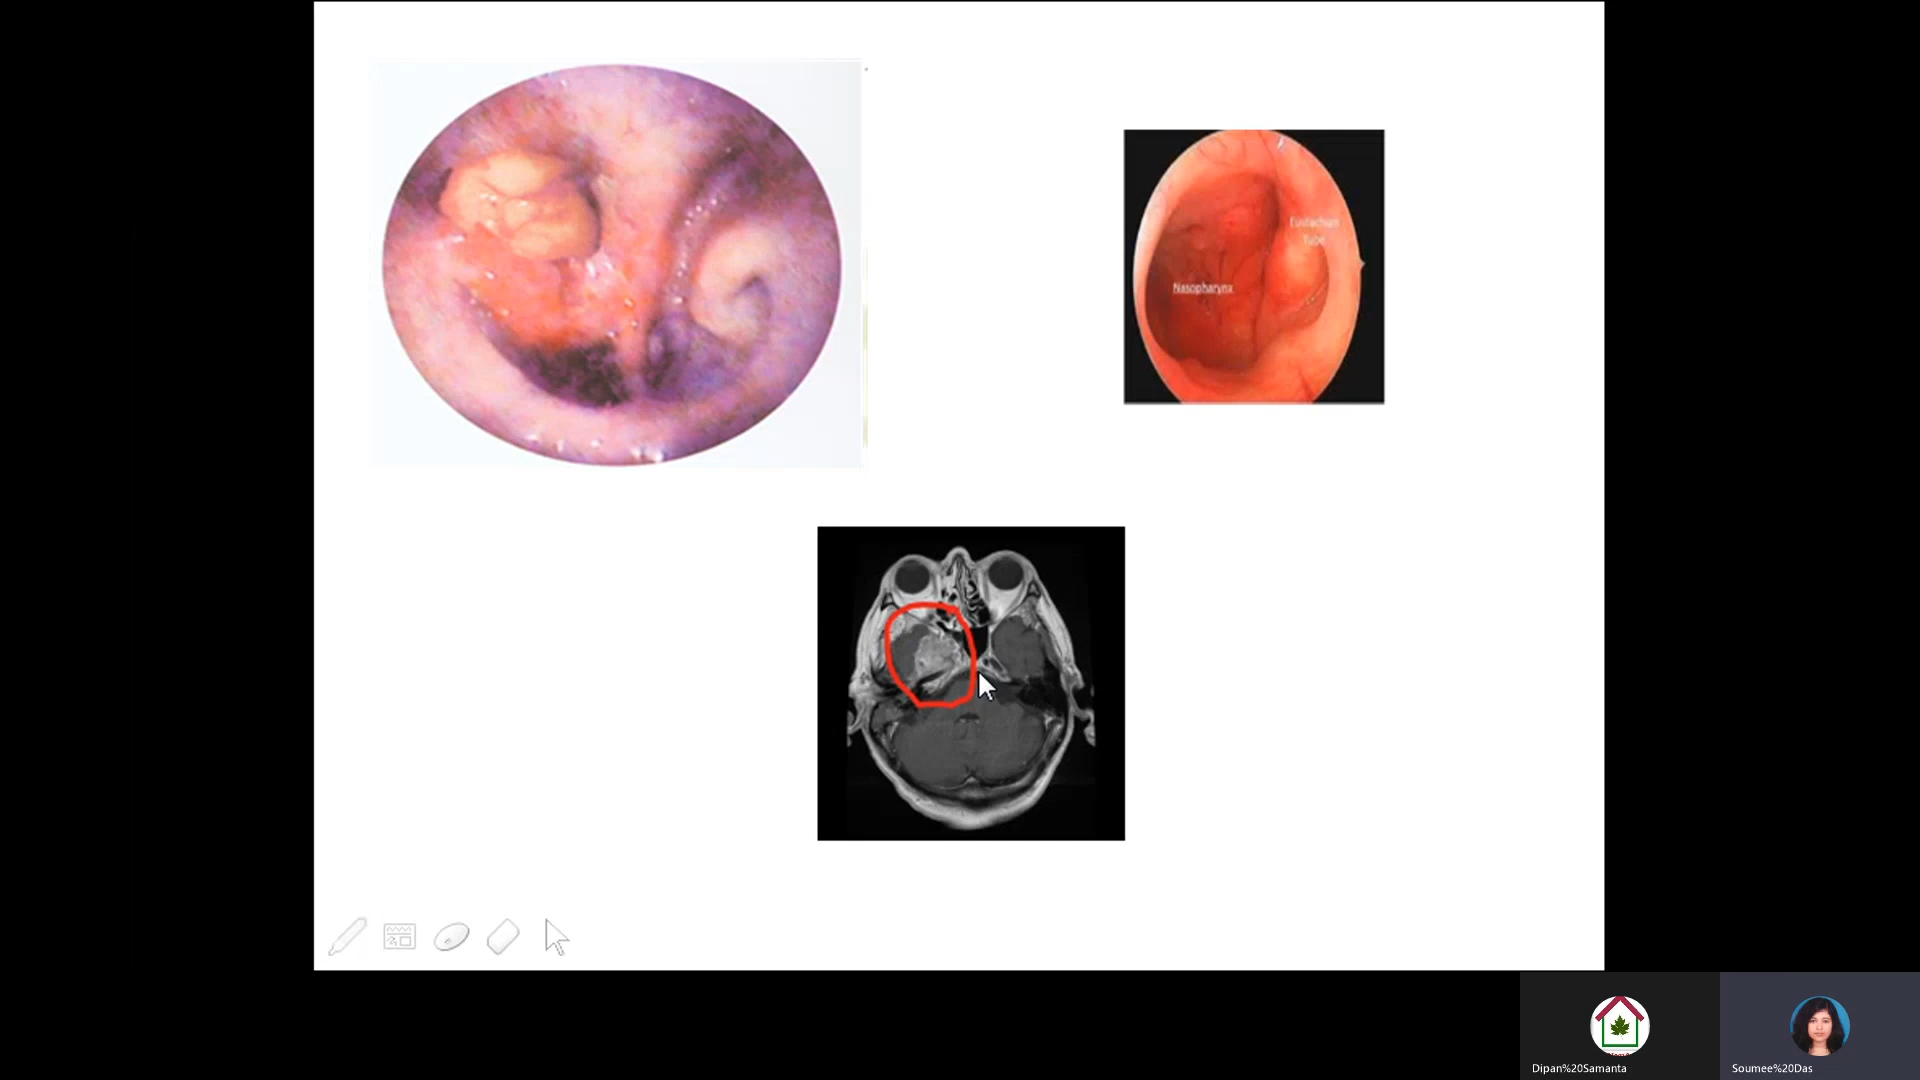 Eustachian
Tube
Nasopharynx
Dipan%20Samanta
Soumee%20Das